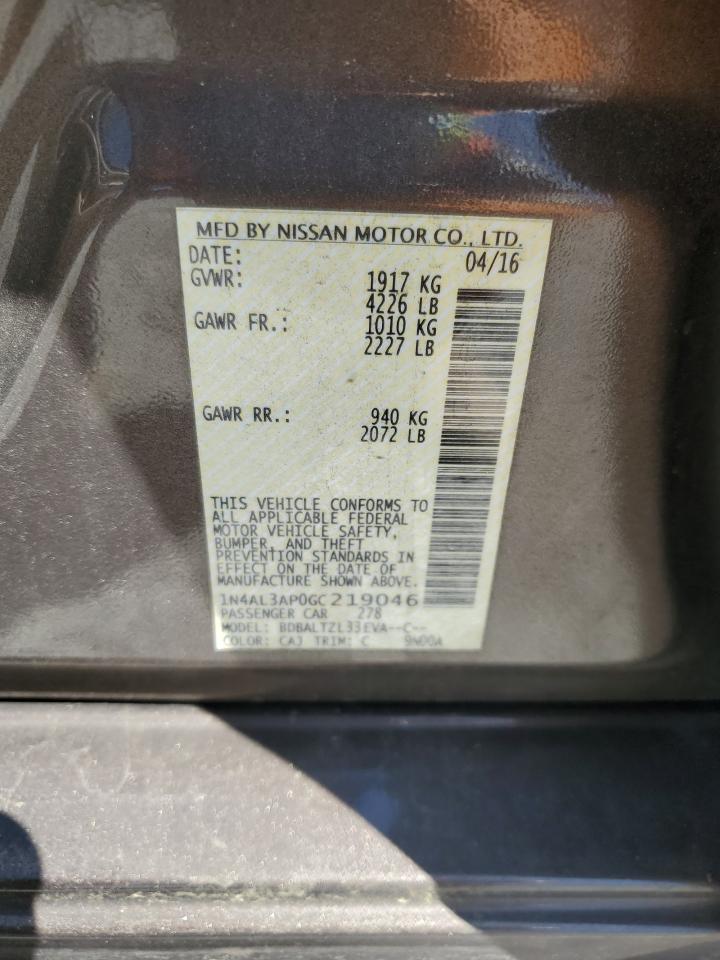 MFD BY NISSAN MOTOR CO., LTD.
DATE: 04/16
GVWR: 1917 KG
4226 LB
GAWR FR.: 1010 KG
2227 LB
GAWR RR.: 940 KG
2072 LB
THIS VEHICLE CONFORMS TO
ALL APPLICABLE FEDERAL
MOTOR VEHICLE SAFETY,
BUMPER, AND THEFT
PREVENTION STANDARDS IN
EFFECT ON THE DATE OF
MANUFACTURE SHOWN ABOVE.
1N4AL3AP0GC219046
PASSENGER CAR 278
MODEL: BDBALTZL33EVA--C--
COLOR: CAJ TRIM: C 9N00A